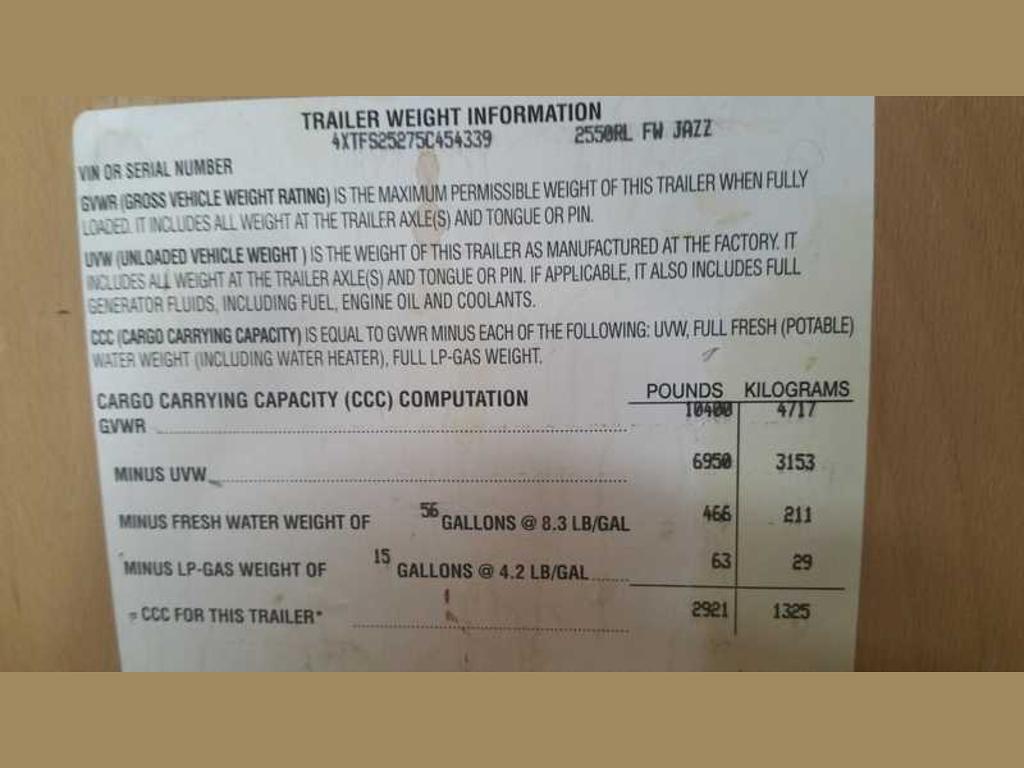 TRAILER WEIGHT INFORMATION
4XTFS25275C454339 2550RL FW JAZZ
VIN OR SERIAL NUMBER
GVWR (GROSS VEHICLE WEIGHT RATING) IS THE MAXIMUM PERMISSIBLE WEIGHT OF THIS TRAILER WHEN FULLY
LOADED. IT INCLUDES ALL WEIGHT AT THE TRAILER AXLE(S) AND TONGUE OR PIN.
UVW (UNLOADED VEHICLE WEIGHT ) IS THE WEIGHT OF THIS TRAILER AS MANUFACTURED AT THE FACTORY. IT
INCLUDES ALL WEIGHT AT THE TRAILER AXLE(S) AND TONGUE OR PIN. IF APPLICABLE, IT ALSO INCLUDES FULL
GENERATOR FLUIDS, INCLUDING FUEL, ENGINE OIL AND COOLANTS.
CCC (CARGO CARRYING CAPACITY) IS EQUAL TO GVWR MINUS EACH OF THE FOLLOWING: UVW, FULL FRESH (POTABLE)
WATER WEIGHT (INCLUDING WATER HEATER), FULL LP-GAS WEIGHT.
CARGO CARRYING CAPACITY (CCC) COMPUTATION POUNDS KILOGRAMS
GVWR 10400 4717
MINUS UVW 6950 3153
MINUS FRESH WATER WEIGHT OF 56 GALLONS @ 8.3 LB/GAL 466 211
MINUS LP-GAS WEIGHT OF 15 GALLONS @ 4.2 LB/GAL 63 29
= CCC FOR THIS TRAILER* 2921 1325